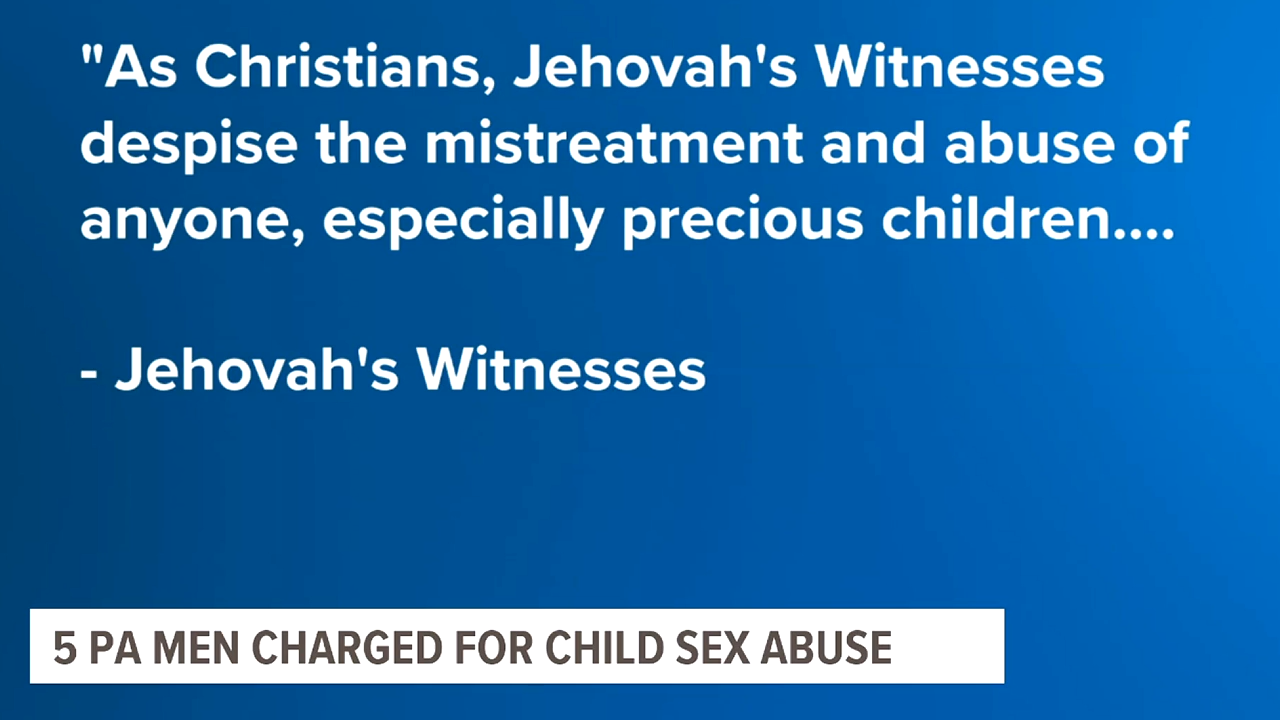 "As Christians, Jehovah's Witnesses
despise the mistreatment and abuse of
anyone, especially precious children....
- Jehovah's Witnesses
5 PA MEN CHARGED FOR CHILD SEX ABUSE